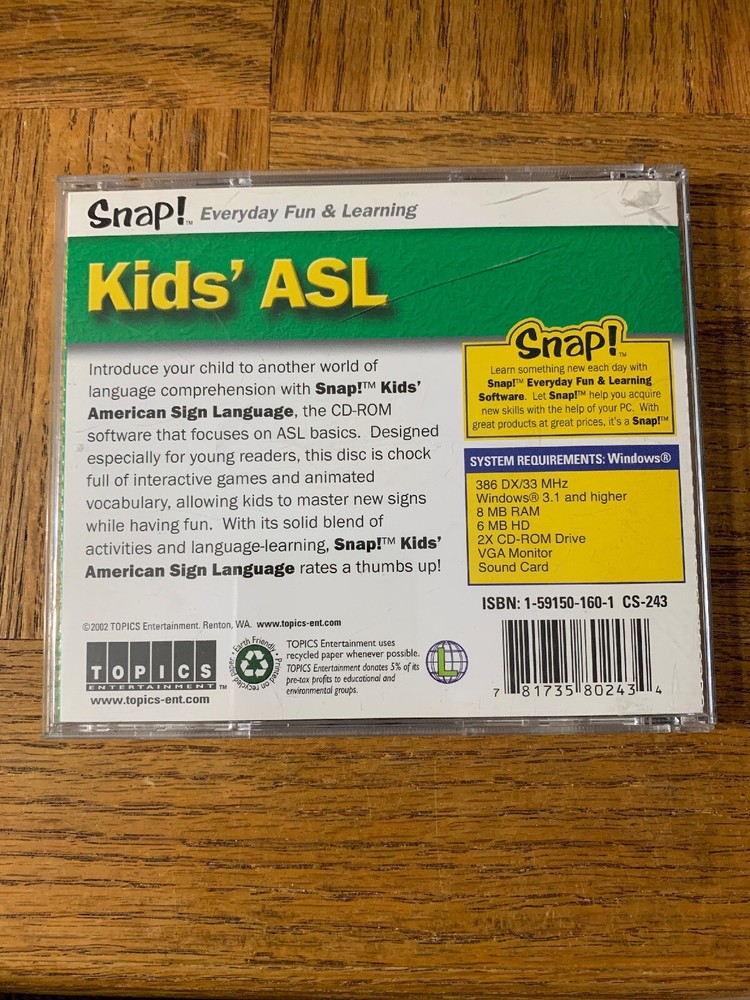 Snap!™ Everyday Fun & Learning
Kids' ASL
Introduce your child to another world of
language comprehension with Snap!™ Kids'
American Sign Language, the CD-ROM
software that focuses on ASL basics. Designed
especially for young readers, this disc is chock
full of interactive games and animated
vocabulary, allowing kids to master new signs
while having fun. With its solid blend of
activities and language-learning, Snap!™ Kids'
American Sign Language rates a thumbs up!
Snap!™
Learn something new each day with
Snap!™ Everyday Fun & Learning
Software. Let Snap!™ help you acquire
new skills with the help of your PC. With
great products at great prices, it's a Snap!™
SYSTEM REQUIREMENTS: Windows®
386 DX/33 MHz
Windows® 3.1 and higher
8 MB RAM
6 MB HD
2X CD-ROM Drive
VGA Monitor
Sound Card
ISBN: 1-59150-160-1 CS-243
7 81735 80243 4
©2002 TOPICS Entertainment. Renton, WA. www.topics-ent.com
TOPICS
ENTERTAINMENT™
www.topics-ent.com
• Earth Friendly • Printed on recycled paper
TOPICS Entertainment uses
recycled paper whenever possible.
TOPICS Entertainment donates 5% of its
pre-tax profits to educational and
environmental groups.
L